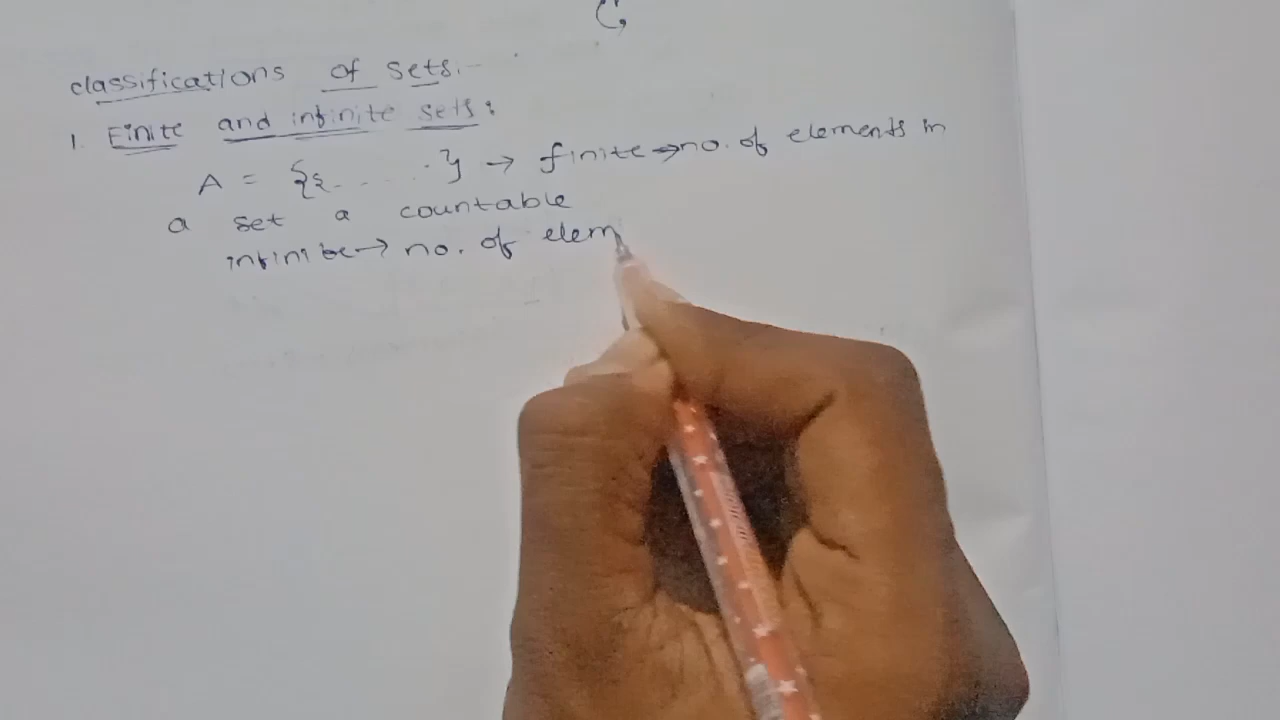 classifications of sets:-
1. Finite and infinite sets:
A = {2. . . . . . .} → finite → no. of elements in
a set a countable
infinite → no. of elem